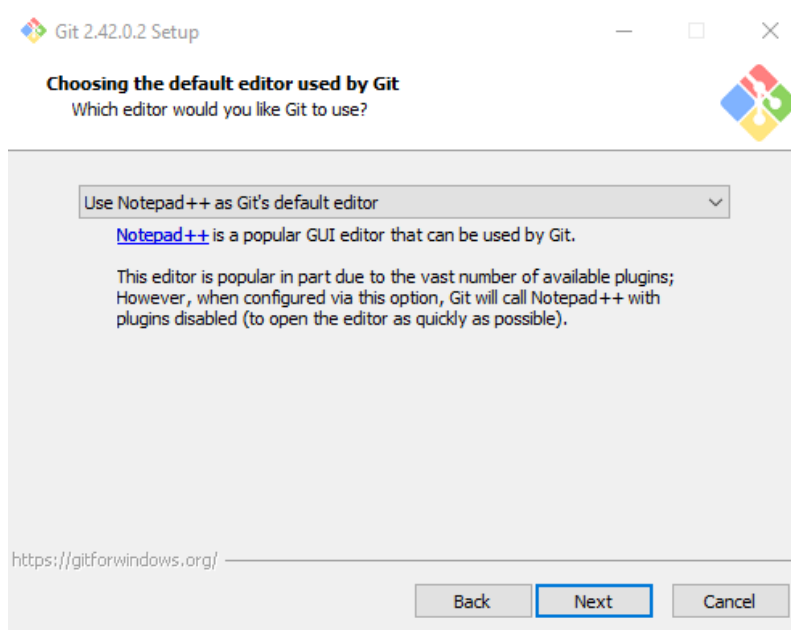 Git 2.42.0.2 Setup
Choosing the default editor used by Git
Which editor would you like Git to use?
Use Notepad++ as Git's default editor
Notepad++ is a popular GUI editor that can be used by Git.
This editor is popular in part due to the vast number of available plugins;
However, when configured via this option, Git will call Notepad++ with
plugins disabled (to open the editor as quickly as possible).
https://gitforwindows.org/
Back Next Cancel